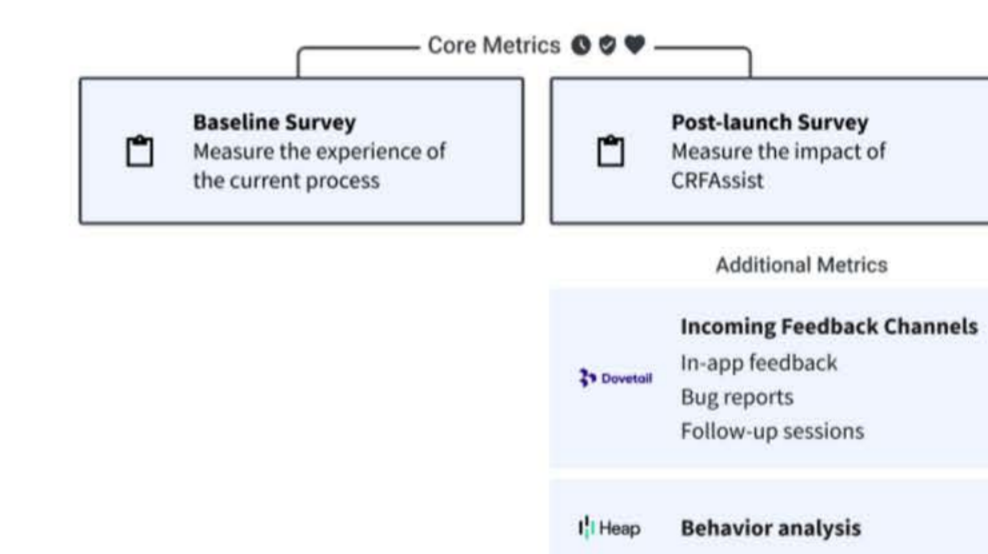 Core Metrics
Baseline Survey
Measure the experience of
the current process
Post-launch Survey
Measure the impact of
CRFAssist
Additional Metrics
Dovetail
Incoming Feedback Channels
In-app feedback
Bug reports
Follow-up sessions
Heap
Behavior analysis